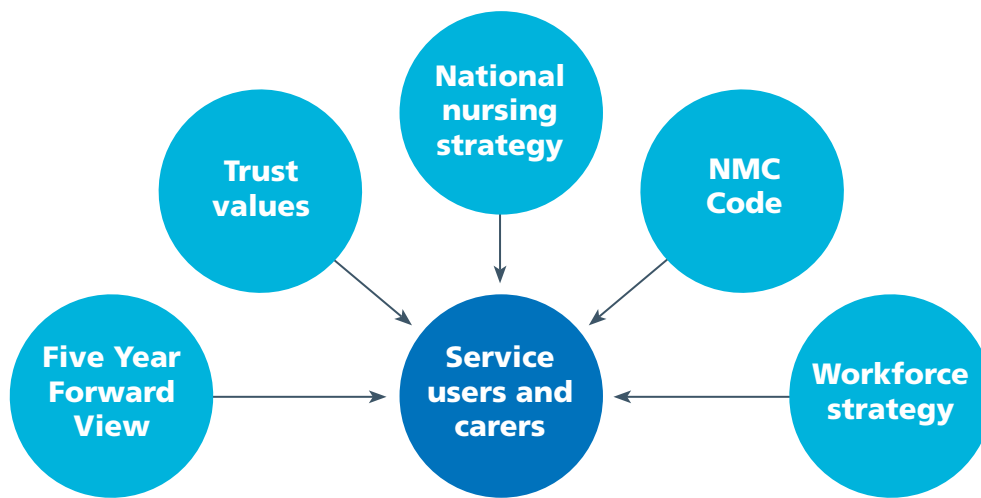 National
nursing
strategy
Trust
values
NMC
Code
Five Year
Forward
View
Service
users and
carers
Workforce
strategy